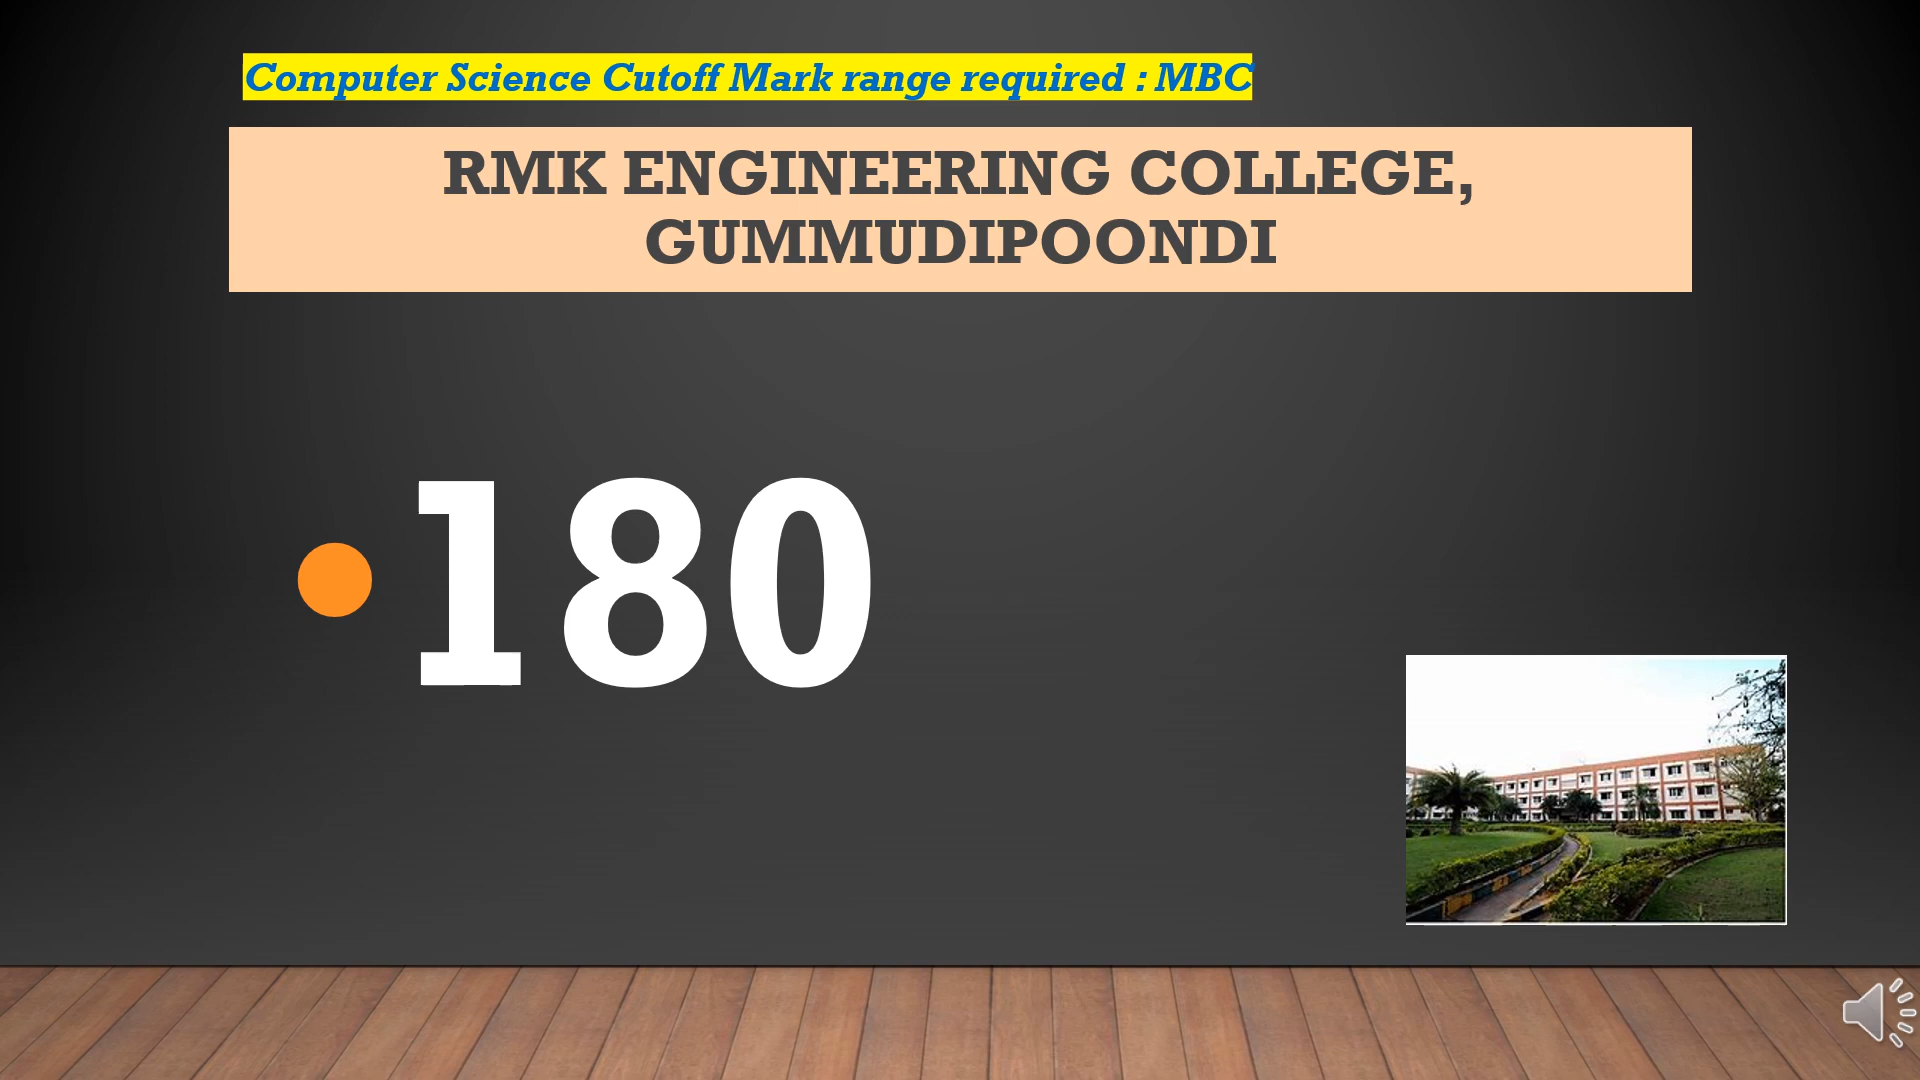 Computer Science Cutoff Mark range required : MBC
RMK ENGINEERING COLLEGE,
GUMMUDIPOONDI
•180